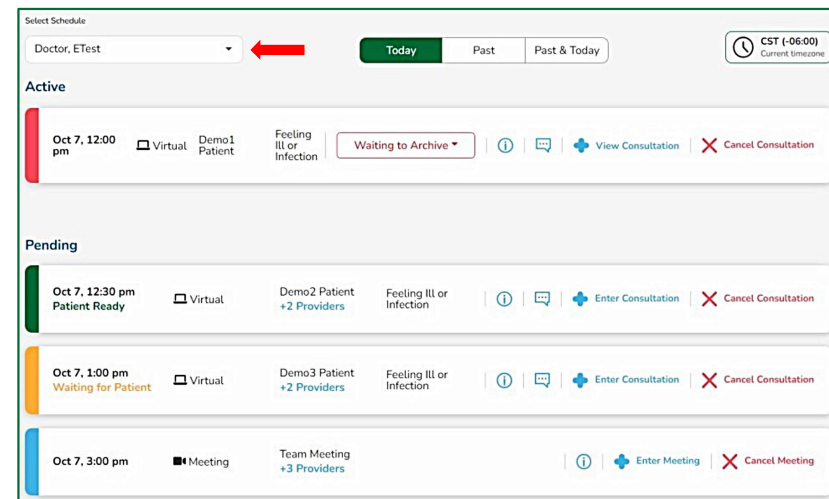 Select Schedule
Doctor, ETest
Today Past Past & Today
CST (-06:00)
Current timezone
Active
Oct 7, 12:00
pm
Virtual
Demo1
Patient
Feeling
Ill or
Infection
Waiting to Archive
View Consultation
Cancel Consultation
Pending
Oct 7, 12:30 pm
Patient Ready
Virtual
Demo2 Patient
+2 Providers
Feeling Ill or
Infection
Enter Consultation
Cancel Consultation
Oct 7, 1:00 pm
Waiting for Patient
Virtual
Demo3 Patient
+2 Providers
Feeling Ill or
Infection
Enter Consultation
Cancel Consultation
Oct 7, 3:00 pm
Meeting
Team Meeting
+3 Providers
Enter Meeting
Cancel Meeting